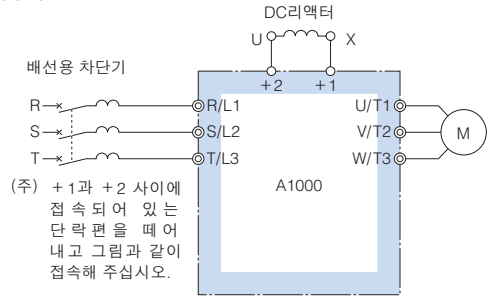 DC리액터
U X
배선용 차단기
+2 +1
R R/L1 U/T1
S S/L2 V/T2 M
T T/L3 W/T3
A1000
(주) +1과 +2 사이에
접속되어 있는
단락편을 떼어
내고 그림과 같이
접속해 주십시오.